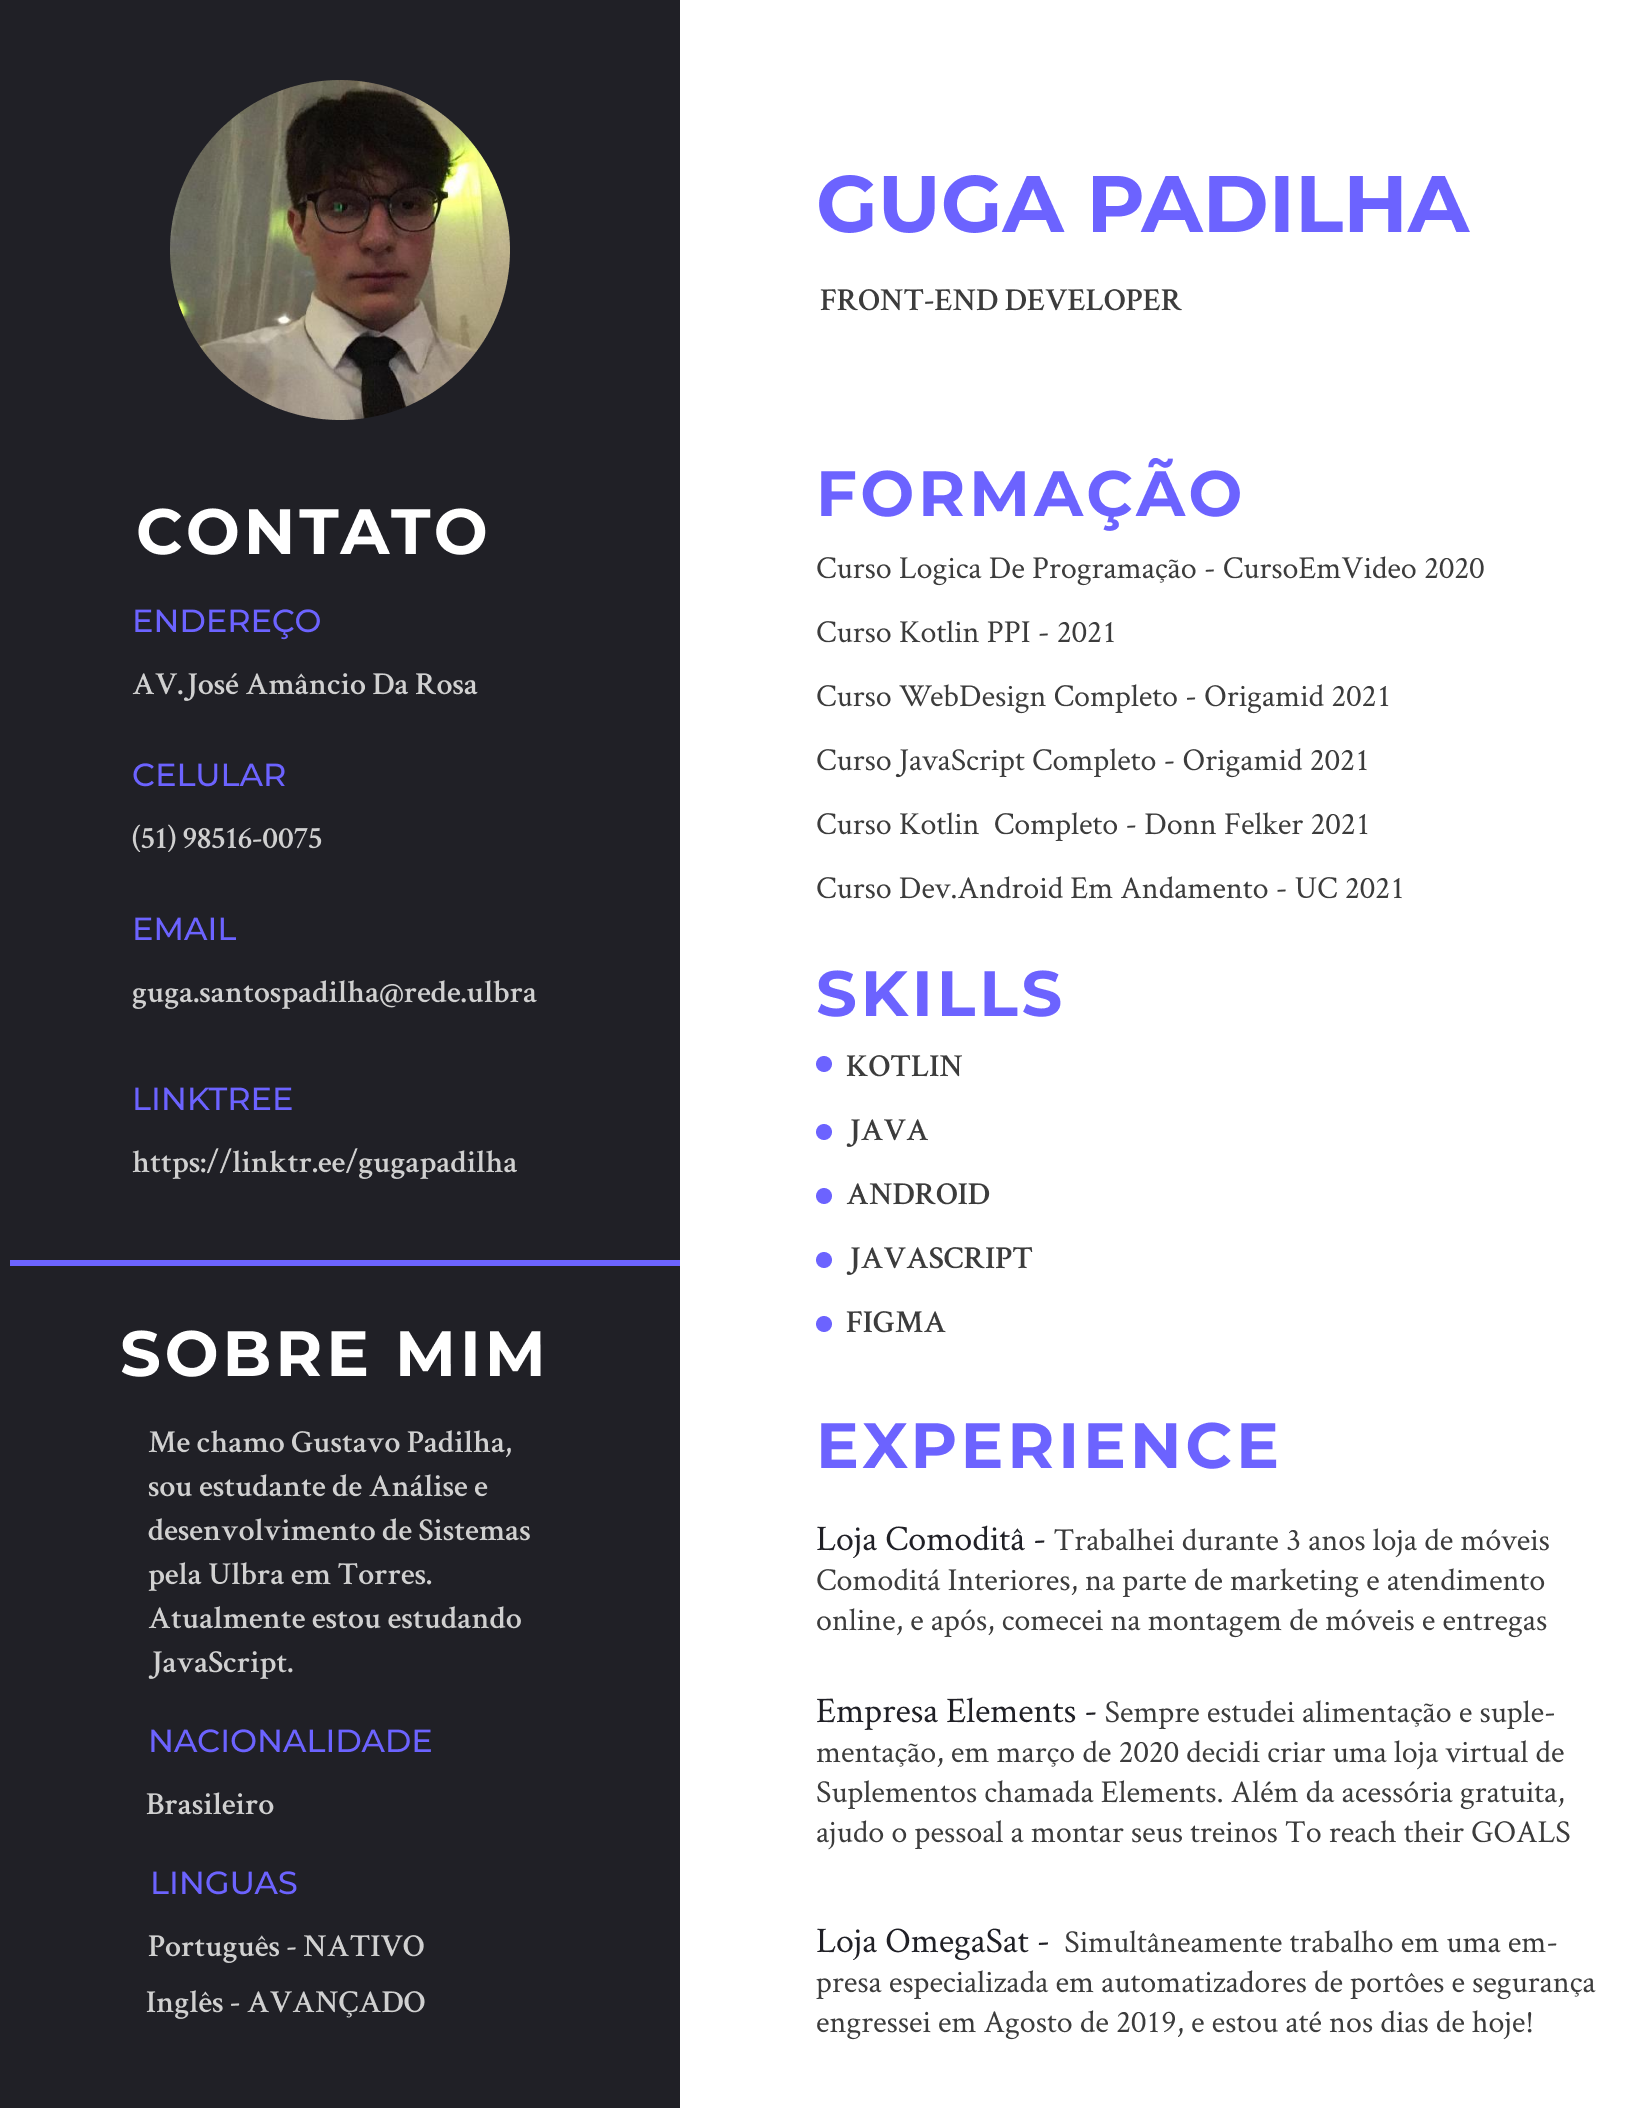 CONTATO
ENDEREÇO
AV.José Amâncio Da Rosa
CELULAR
(51) 98516-0075
EMAIL
guga.santospadilha@rede.ulbra
LINKTREE
https://linktr.ee/gugapadilha
SOBRE MIM
Me chamo Gustavo Padilha,
sou estudante de Análise e
desenvolvimento de Sistemas
pela Ulbra em Torres.
Atualmente estou estudando
JavaScript.
NACIONALIDADE
Brasileiro
LINGUAS
Português - NATIVO
Inglês - AVANÇADO
GUGA PADILHA
FRONT-END DEVELOPER
FORMAÇÃO
Curso Logica De Programação - CursoEmVideo 2020
Curso Kotlin PPI - 2021
Curso WebDesign Completo - Origamid 2021
Curso JavaScript Completo - Origamid 2021
Curso Kotlin  Completo - Donn Felker 2021
Curso Dev.Android Em Andamento - UC 2021
SKILLS
KOTLIN
JAVA
ANDROID
JAVASCRIPT
FIGMA
EXPERIENCE
Loja Comoditâ - Trabalhei durante 3 anos loja de móveis
Comoditá Interiores, na parte de marketing e atendimento
online, e após, comecei na montagem de móveis e entregas
Empresa Elements - Sempre estudei alimentação e suple-
mentação, em março de 2020 decidi criar uma loja virtual de
Suplementos chamada Elements. Além da acessória gratuita,
ajudo o pessoal a montar seus treinos To reach their GOALS
Loja OmegaSat -  Simultâneamente trabalho em uma em-
presa especializada em automatizadores de portôes e segurança
engressei em Agosto de 2019, e estou até nos dias de hoje!